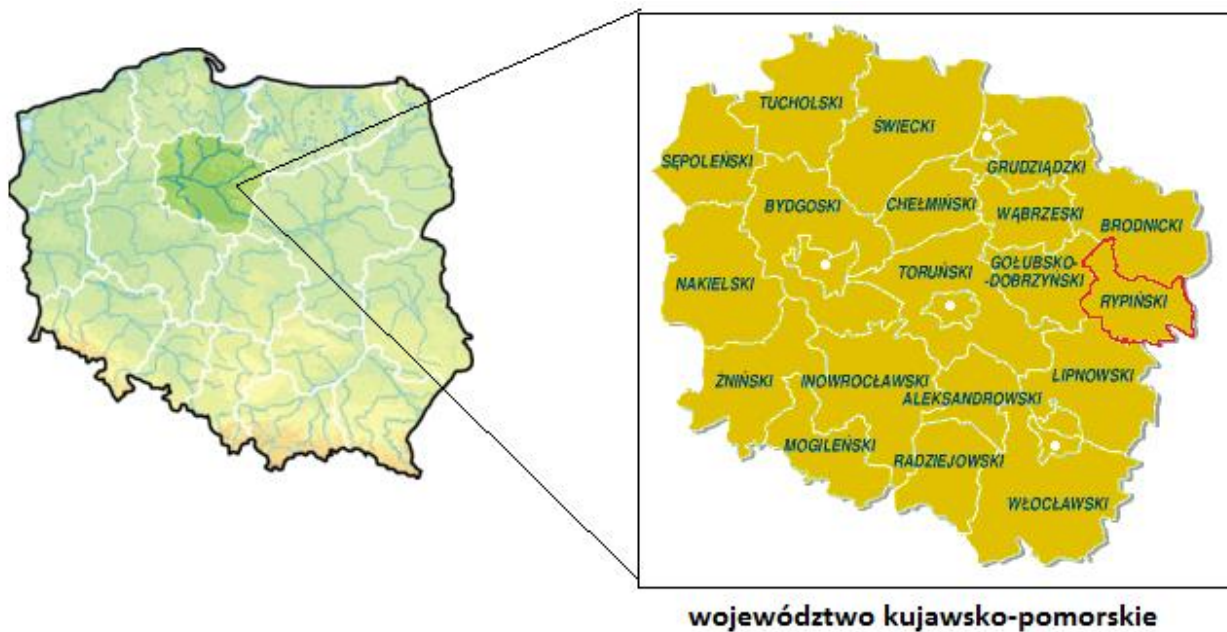 TUCHOLSKI
ŚWIECKI
SĘPOLEŃSKI
GRUDZIĄDZKI
BYDGOSKI
CHEŁMIŃSKI
WĄBRZESKI
BRODNICKI
NAKIELSKI
TORUŃSKI
GOŁUBSKO-
-DOBRZYŃSKI
RYPIŃSKI
ŻNIŃSKI
INOWROCŁAWSKI
ALEKSANDROWSKI
LIPNOWSKI
MOGILEŃSKI
RADZIEJOWSKI
WŁOCŁAWSKI
województwo kujawsko-pomorskie